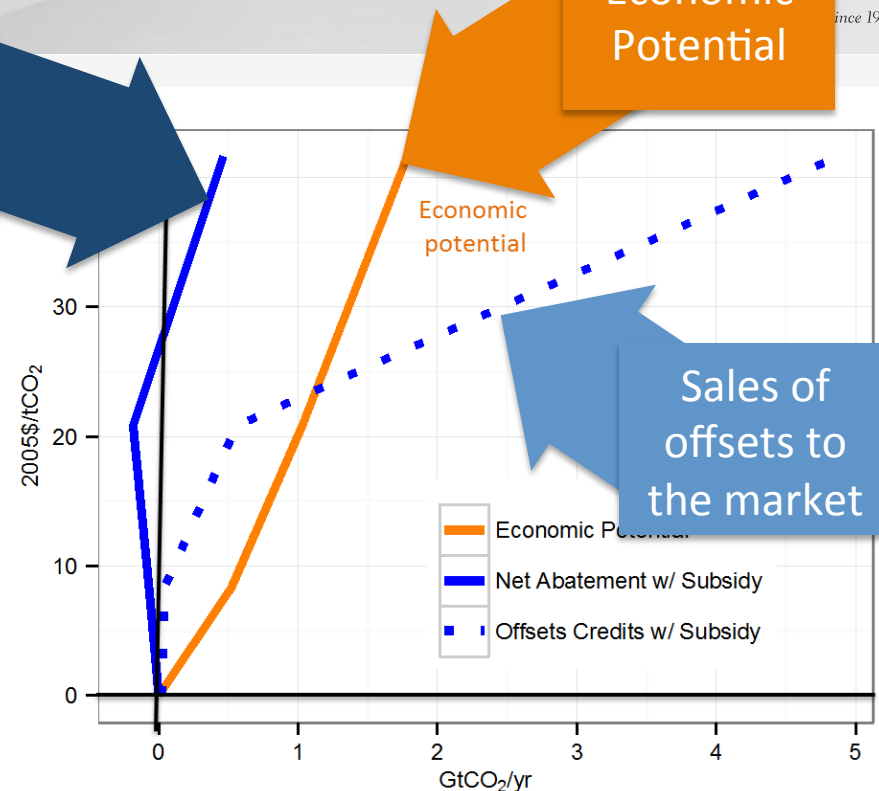 Economic
Potential
ince 19
Economic
potential
30
20
10
0
2005$/tCO₂
Sales of
offsets to
the market
Economic Potential
Net Abatement w/ Subsidy
Offsets Credits w/ Subsidy
0 1 2 3 4 5
GtCO₂/yr